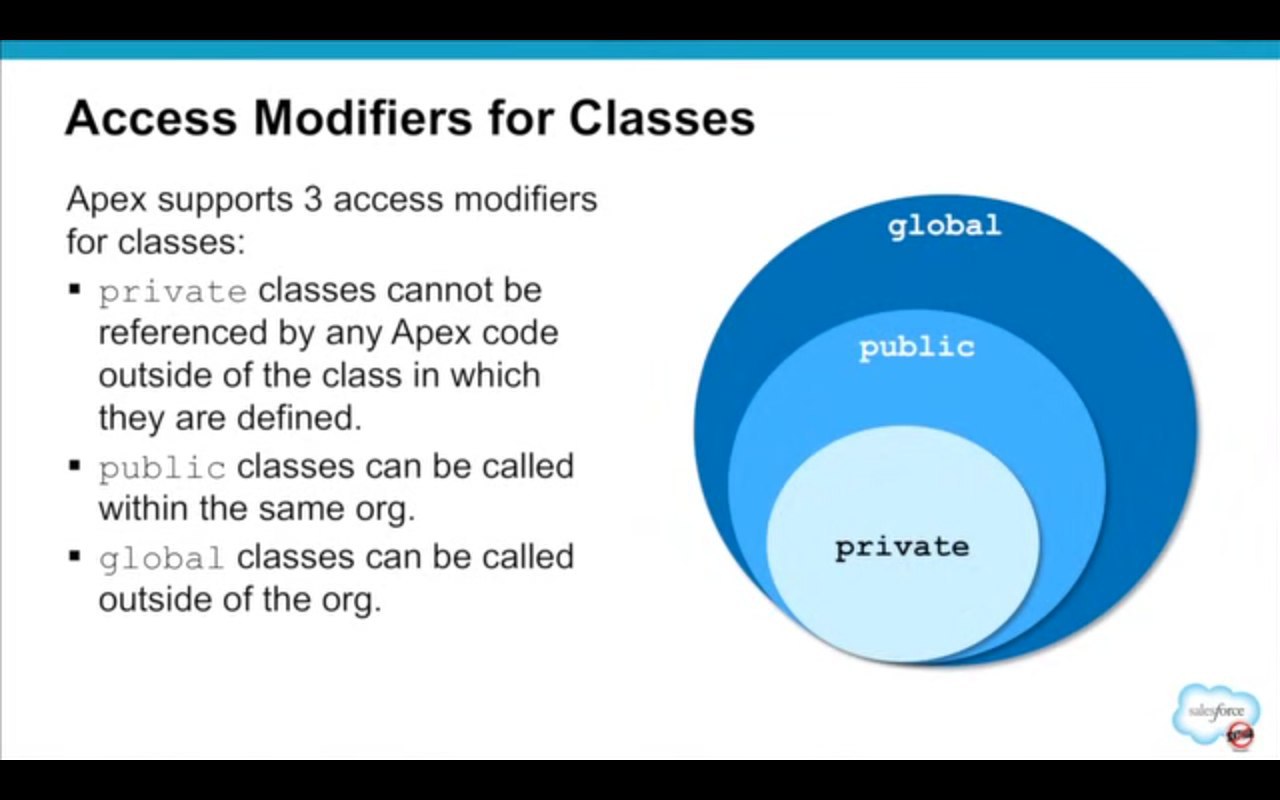 Access Modifiers for Classes
Apex supports 3 access modifiers
for classes:
▪ private classes cannot be
referenced by any Apex code
outside of the class in which
they are defined.
▪ public classes can be called
within the same org.
▪ global classes can be called
outside of the org.
global
public
private
salesforce